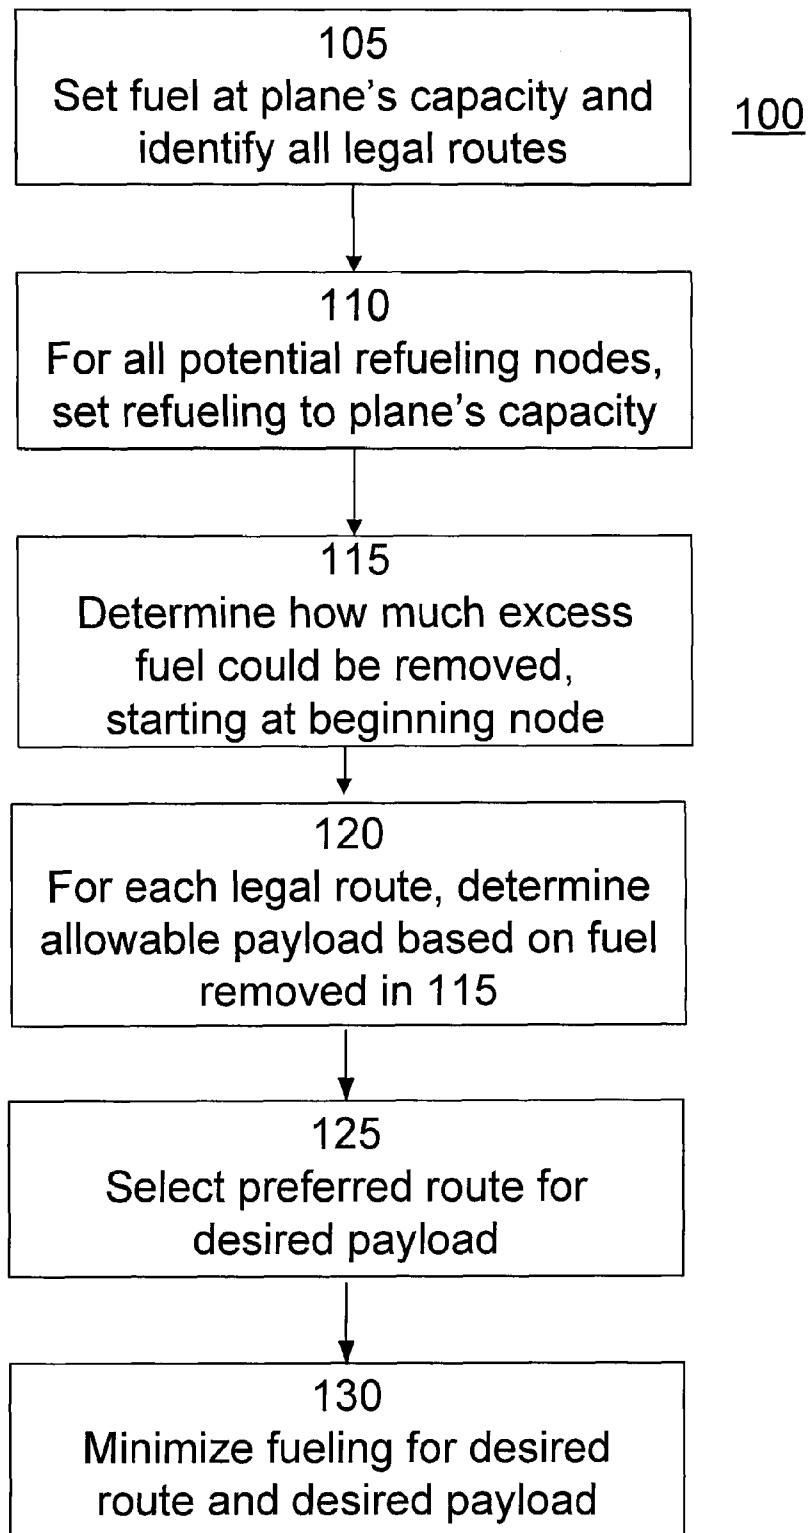 105
Set fuel at plane's capacity and
identify all legal routes
100
110
For all potential refueling nodes,
set refueling to plane's capacity
115
Determine how much excess
fuel could be removed,
starting at beginning node
120
For each legal route, determine
allowable payload based on fuel
removed in 115
125
Select preferred route for
desired payload
130
Minimize fueling for desired
route and desired payload